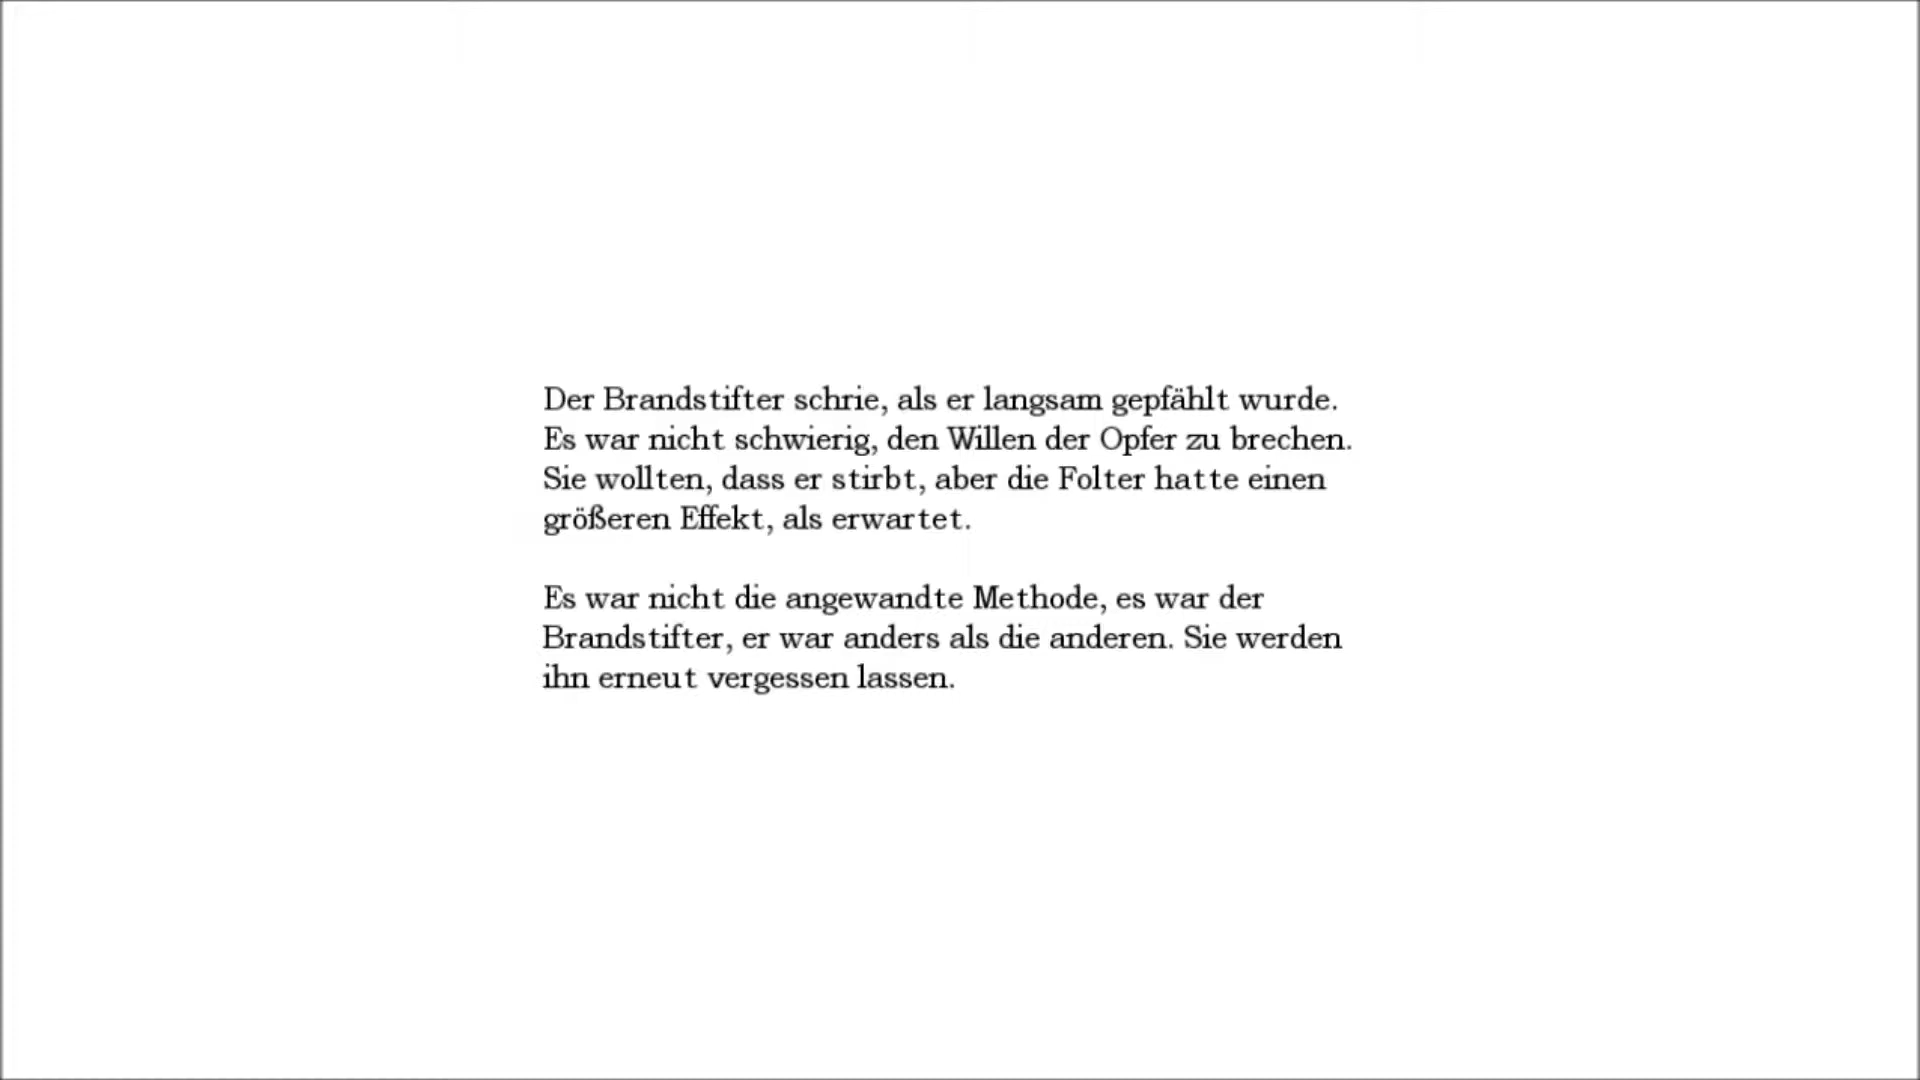 Der Brandstifter schrie, als er langsam gepfählt wurde.
Es war nicht schwierig, den Willen der Opfer zu brechen.
Sie wollten, dass er stirbt, aber die Folter hatte einen
größeren Effekt, als erwartet.
Es war nicht die angewandte Methode, es war der
Brandstifter, er war anders als die anderen. Sie werden
ihn erneut vergessen lassen.